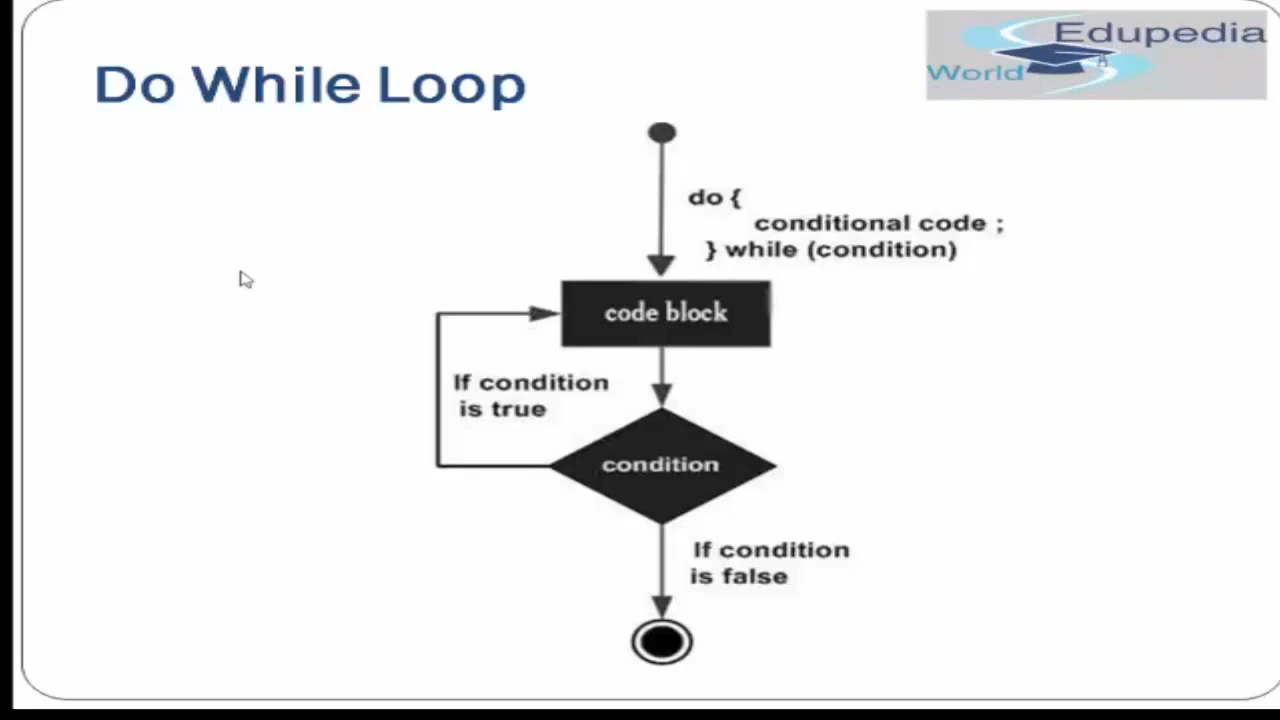 Edupedia
World
Do While Loop
do {
conditional code ;
} while (condition)
code block
If condition
is true
condition
If condition
is false